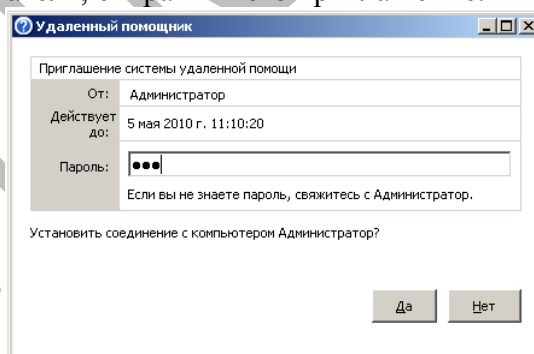 Удаленный помощник
Приглашение системы удаленной помощи
От: Администратор
Действует до: 5 мая 2010 г. 11:10:20
Пароль: •••
Если вы не знаете пароль, свяжитесь с Администратор.
Установить соединение с компьютером Администратор?
Да Нет